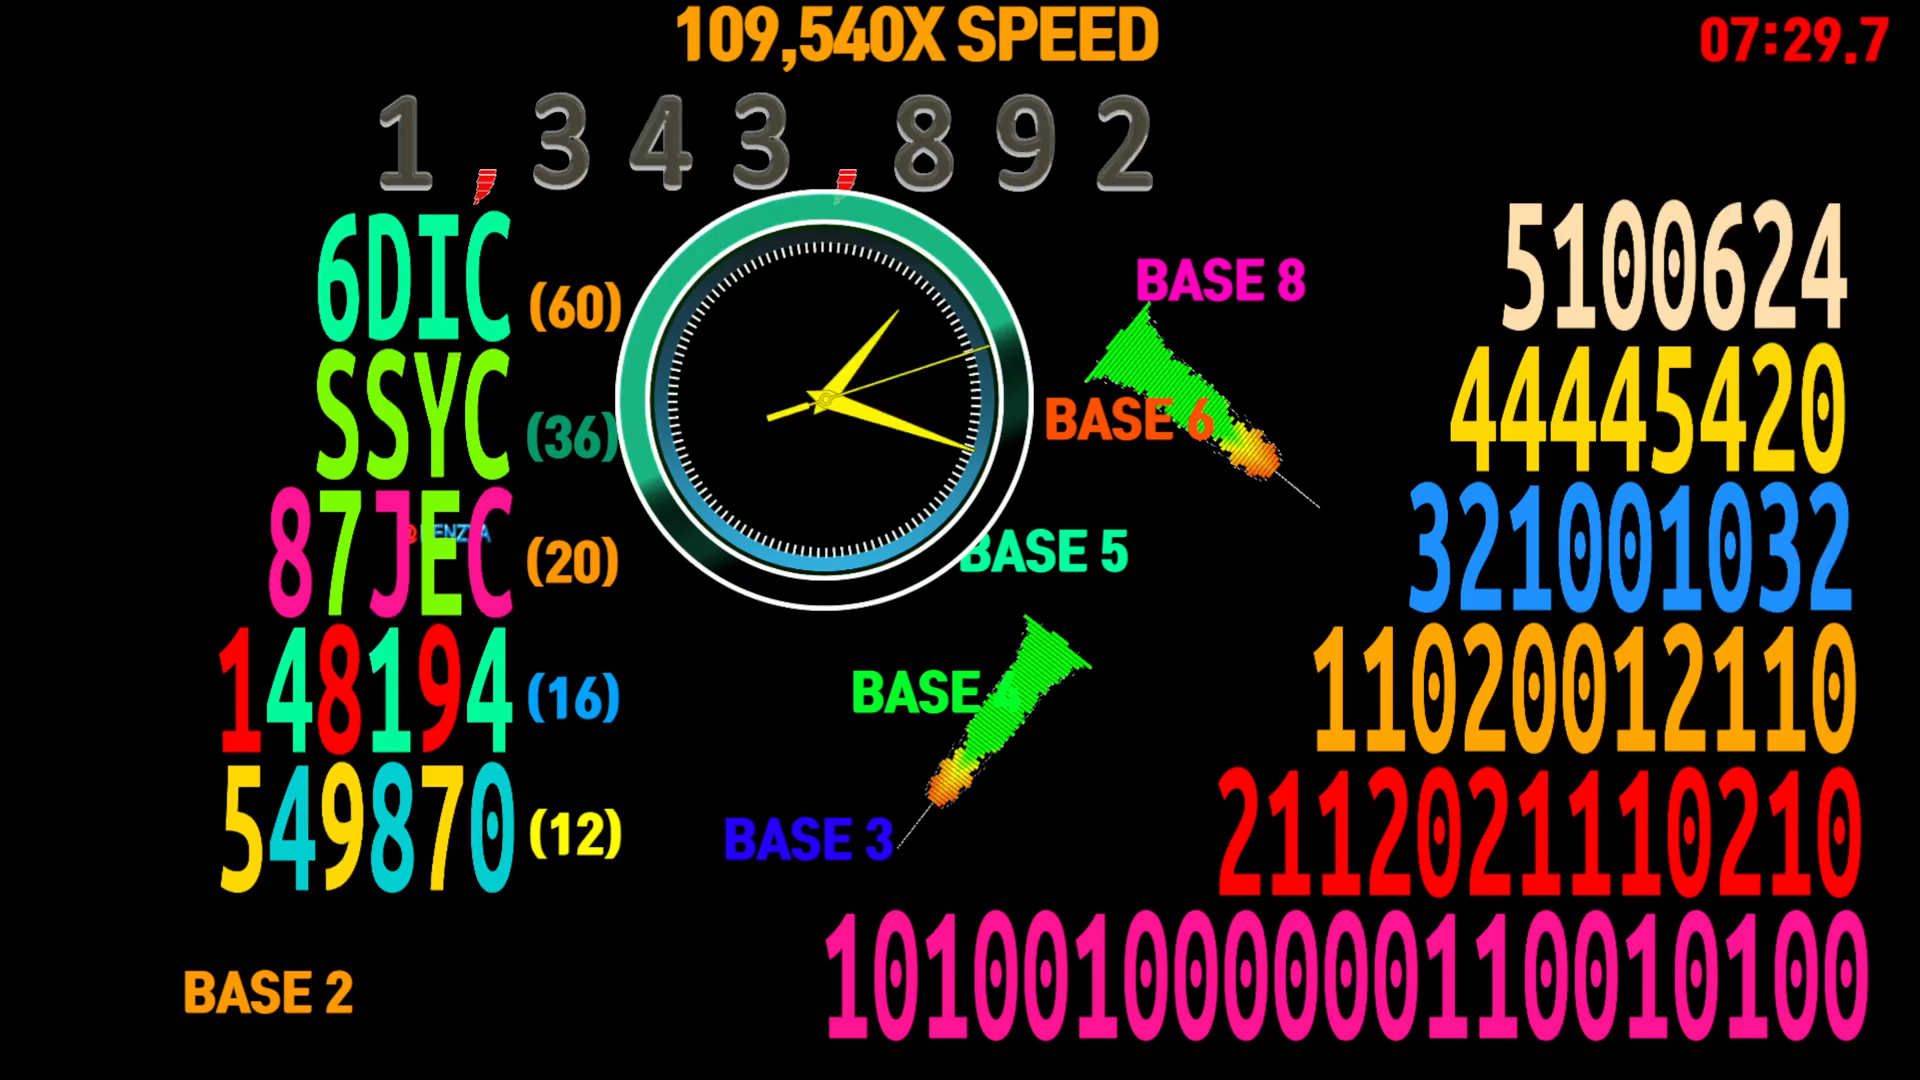 109,540X SPEED
07:29.7
1,343,892
6DIC (60)
BASE 8 5100624
SSYC (36)
BASE 6 44445420
87JEC (20)
BASE 5 321001032
148194 (16)
BASE 11020012110
549870 (12)
BASE 3 2112021110210
BASE 2 101001000000110010100